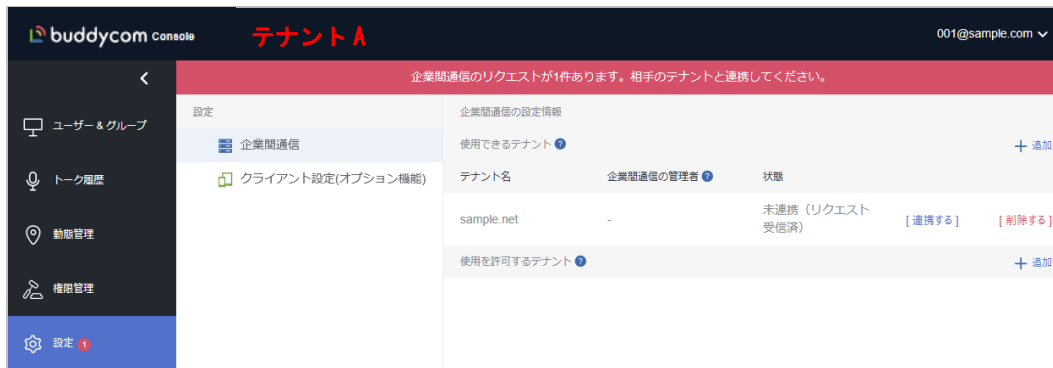 buddycom Console
テナントA
001@sample.com
企業間通信のリクエストが1件あります。相手のテナントと連携してください。
ユーザー＆グループ
トーク履歴
動態管理
権限管理
設定 1
設定
企業間通信
クライアント設定(オプション機能)
企業間通信の設定情報
使用できるテナント ? ＋ 追加
テナント名 企業間通信の管理者 ? 状態
sample.net - 未連携（リクエスト
受信済） [ 連携する ] [ 削除する ]
使用を許可するテナント ? ＋ 追加